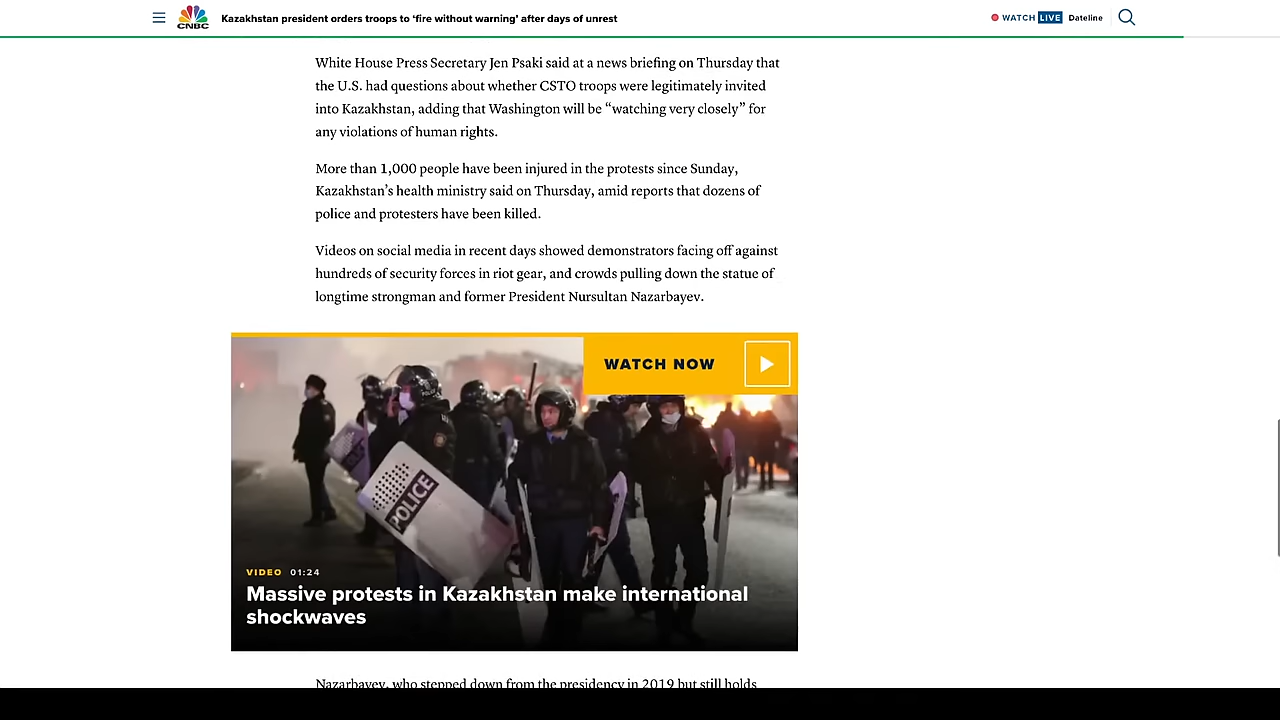 CNBC
Kazakhstan president orders troops to ‘fire without warning’ after days of unrest
WATCH LIVE Dateline
White House Press Secretary Jen Psaki said at a news briefing on Thursday that
the U.S. had questions about whether CSTO troops were legitimately invited
into Kazakhstan, adding that Washington will be “watching very closely” for
any violations of human rights.
More than 1,000 people have been injured in the protests since Sunday,
Kazakhstan’s health ministry said on Thursday, amid reports that dozens of
police and protesters have been killed.
Videos on social media in recent days showed demonstrators facing off against
hundreds of security forces in riot gear, and crowds pulling down the statue of
longtime strongman and former President Nursultan Nazarbayev.
WATCH NOW
POLICE
VIDEO 01:24
Massive protests in Kazakhstan make international
shockwaves
Nazarbayev, who stepped down from the presidency in 2019 but still holds